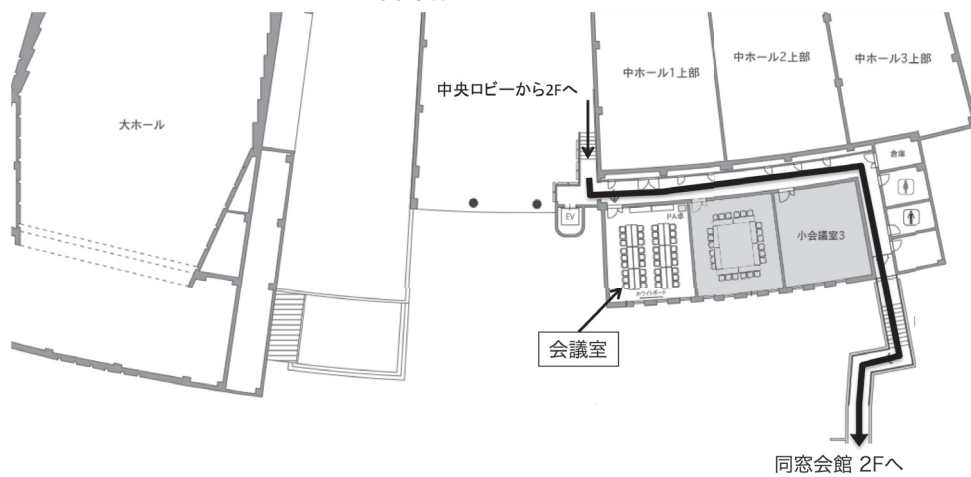 中ホール1上部
中ホール2上部
中ホール3上部
中央ロビーから2Fへ
大ホール
倉庫
EV
PA卓
小会議室3
ホワイトボード
会議室
同窓会館 2Fへ